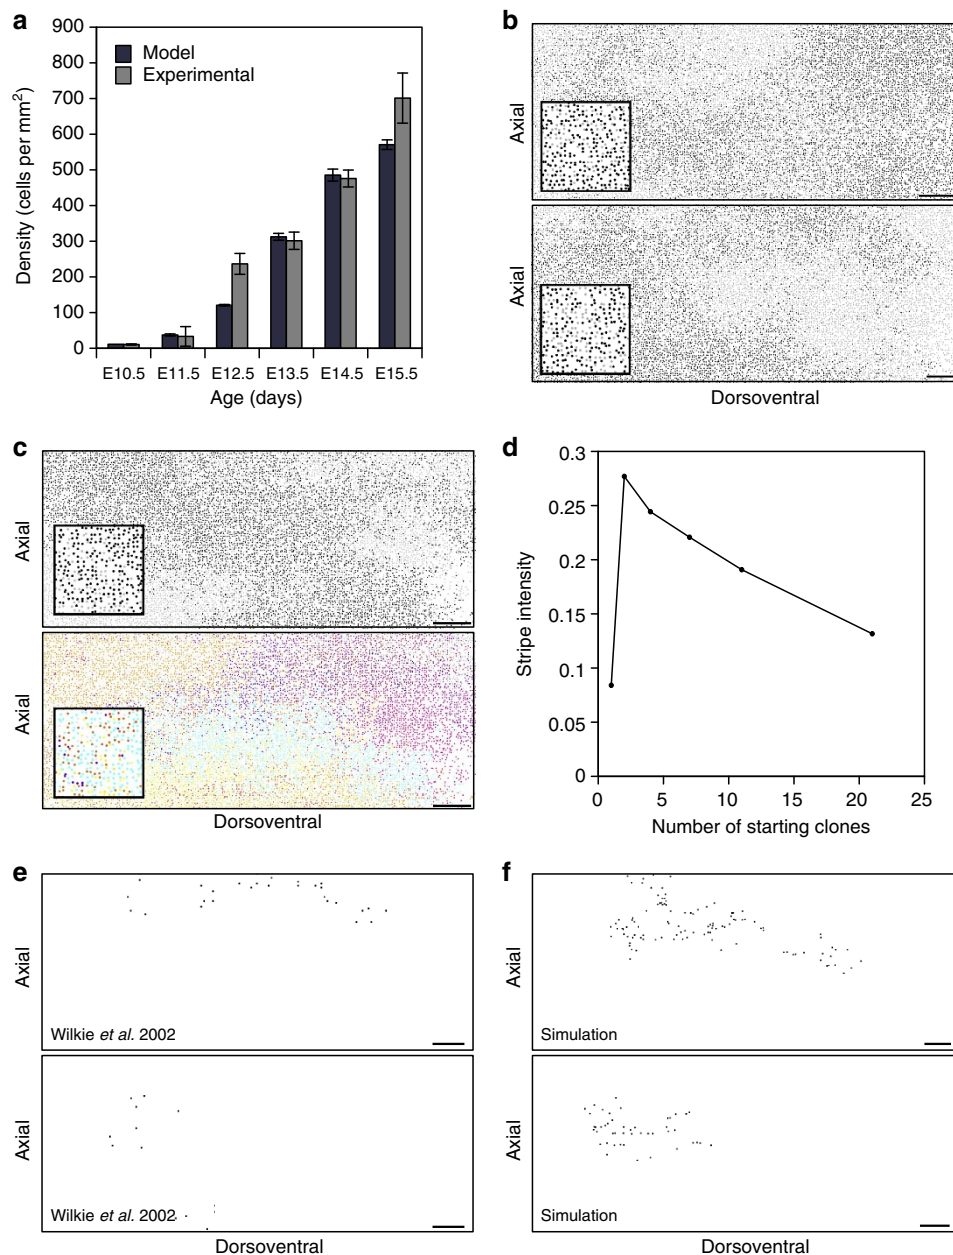 a
900
800
700
600
500
400
300
200
100
0
Density (cells per mm²)
Model
Experimental
E10.5 E11.5 E12.5 E13.5 E14.5 E15.5
Age (days)
b
Axial
Axial
Dorsoventral
c
Axial
Axial
Dorsoventral
d
0.3
0.25
0.2
0.15
0.1
0.05
0
Stripe intensity
0 5 10 15 20 25
Number of starting clones
e
Axial
Wilkie et al. 2002
Axial
Wilkie et al. 2002
Dorsoventral
f
Axial
Simulation
Axial
Simulation
Dorsoventral